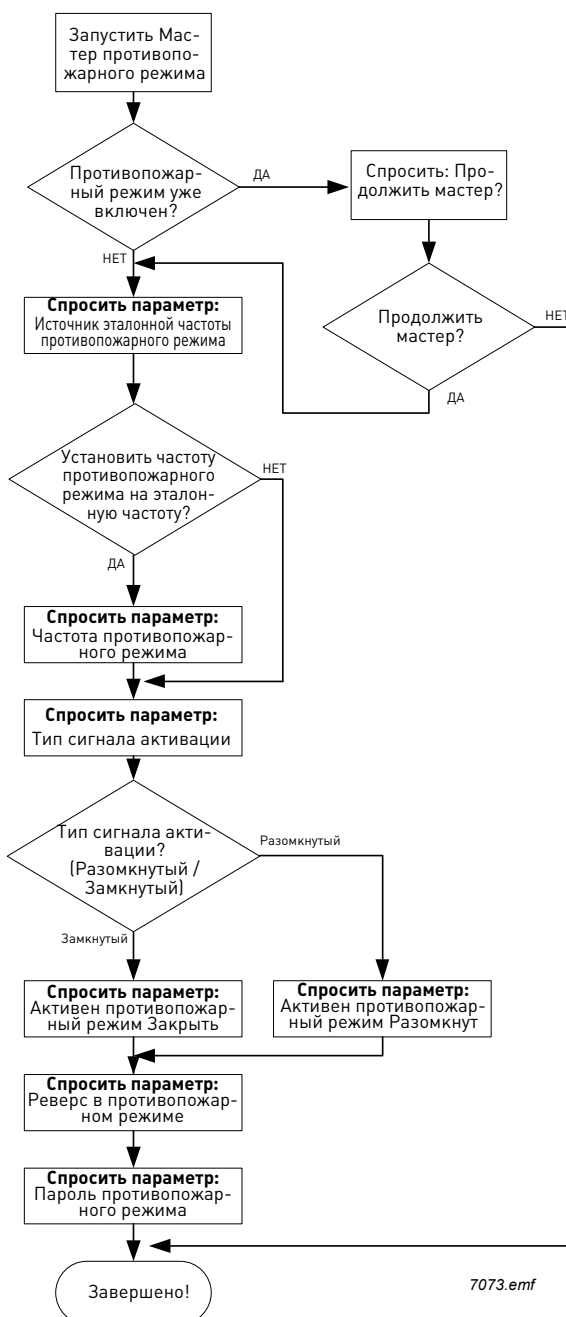 Запустить Мас-
тер противопо-
жарного режима
Противопожар-
ный режим уже
включен?
ДА
Спросить: Про-
должить мастер?
НЕТ
Продолжить
мастер?
НЕТ
ДА
Спросить параметр:
Источник эталонной частоты
противопожарного режима
Установить частоту
противопожарного
режима на эталон-
ную частоту?
НЕТ
ДА
Спросить параметр:
Частота противопожар-
ного режима
Спросить параметр:
Тип сигнала активации
Тип сигнала акти-
вации?
(Разомкнутый /
Замкнутый)
Разомкнутый
Замкнутый
Спросить параметр:
Активен противопожар-
ный режим Закрыть
Спросить параметр:
Активен противопожар-
ный режим Разомкнут
Спросить параметр:
Реверс в противопожар-
ном режиме
Спросить параметр:
Пароль противопожар-
ного режима
Завершено!
7073.emf